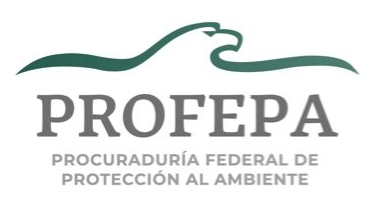 PROFEPA
PROCURADURÍA FEDERAL DE
PROTECCIÓN AL AMBIENTE